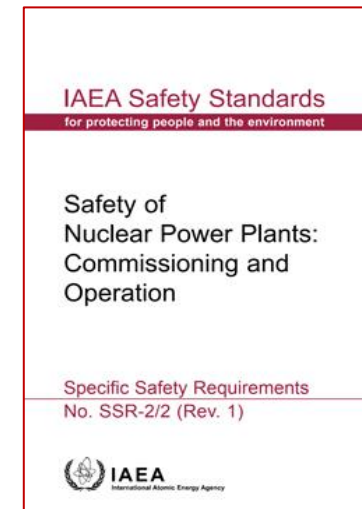 IAEA Safety Standards
for protecting people and the environment
Safety of
Nuclear Power Plants:
Commissioning and
Operation
Specific Safety Requirements
No. SSR-2/2 (Rev. 1)
IAEA
International Atomic Energy Agency